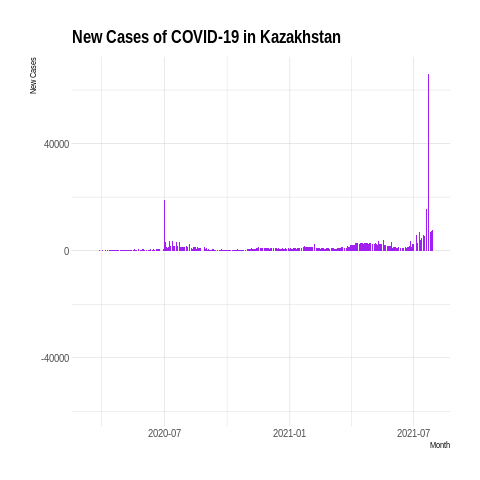 New Cases of COVID-19 in Kazakhstan
New Cases
40000
0
-40000
2020-07
2021-01
2021-07
Month